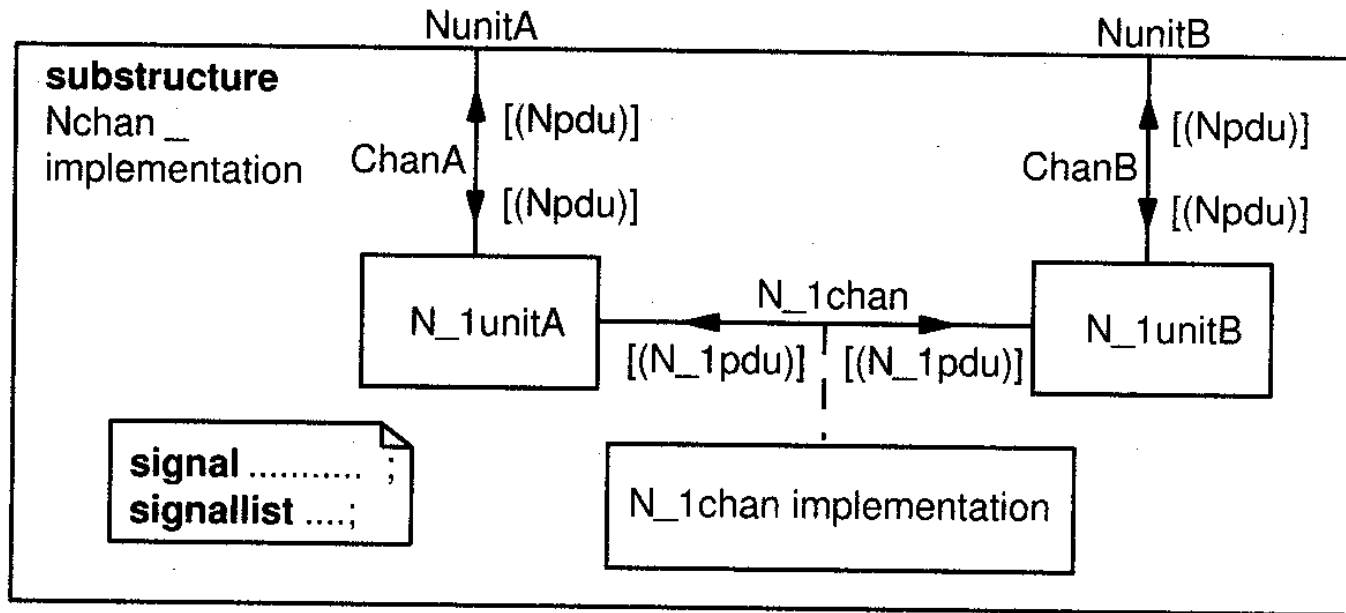 NunitA
NunitB
substructure
Nchan _
implementation
[(Npdu)]
[(Npdu)]
ChanA
ChanB
[(Npdu)]
[(Npdu)]
N_1chan
N_1unitA
N_1unitB
[(N_1pdu)]
[(N_1pdu)]
signal ........... ;
signallist ....;
N_1chan implementation